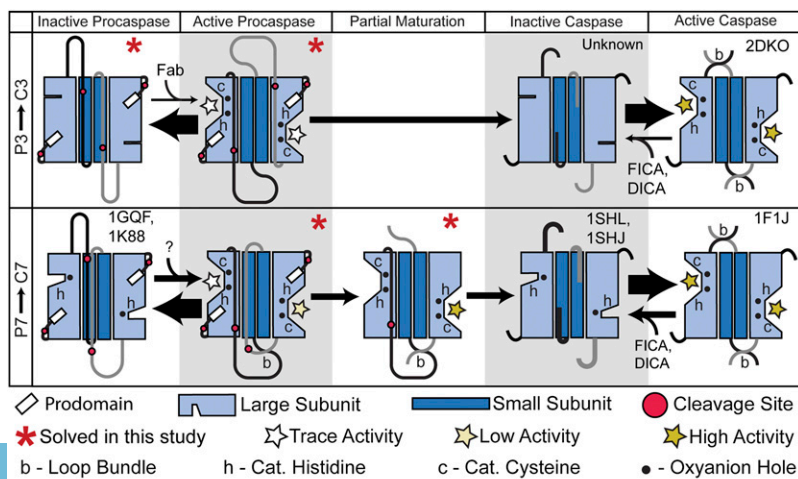 Inactive Procaspase Active Procaspase Partial Maturation Inactive Caspase Active Caspase
P3 → C3
Fab
h
c
h
h
c
Unknown
2DKO
b
c
h
h
c
b
FICA,
DICA
P7 → C7
1GQF,
1K88
h
h
?
c
h
h
c
b
c
h
h
c
b
1SHL,
1SHJ
h
h
1F1J
b
c
h
h
c
b
FICA,
DICA
Prodomain Large Subunit Small Subunit Cleavage Site
* Solved in this study Trace Activity Low Activity High Activity
b - Loop Bundle h - Cat. Histidine c - Cat. Cysteine • - Oxyanion Hole